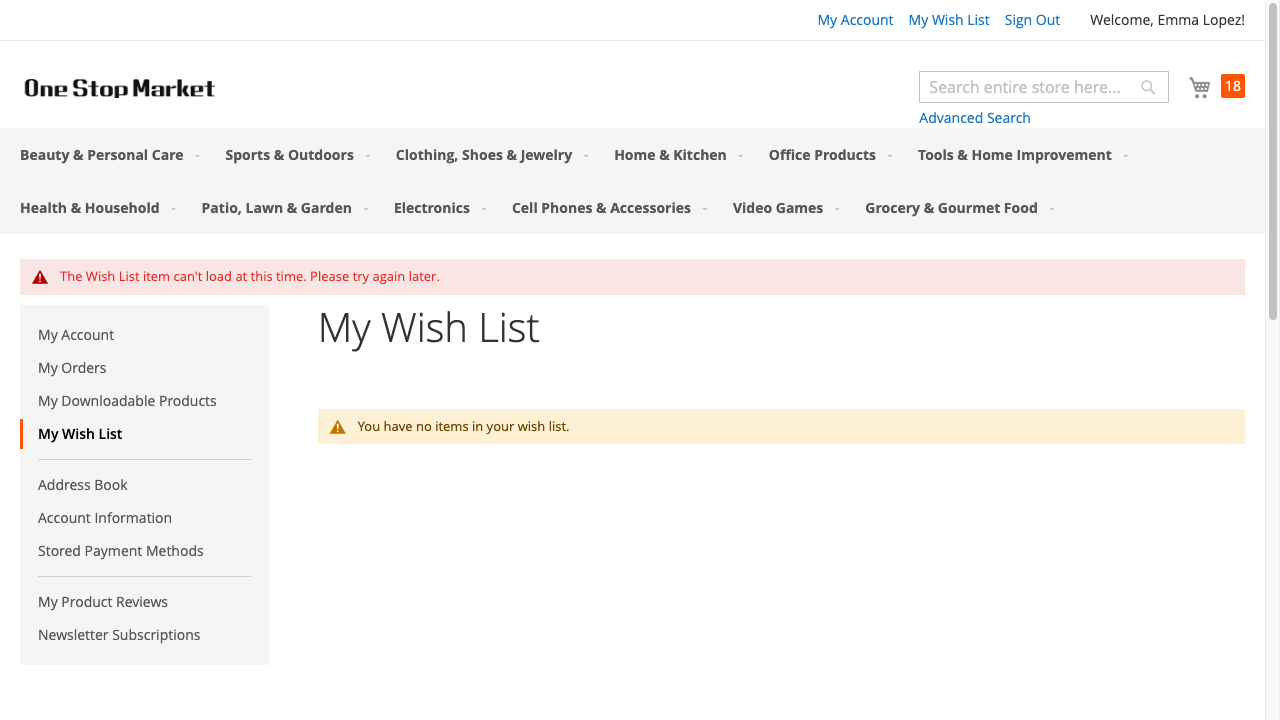 My Account My Wish List Sign Out Welcome, Emma Lopez!
One Stop Market
Search entire store here...
18
Advanced Search
Beauty & Personal Care Sports & Outdoors Clothing, Shoes & Jewelry Home & Kitchen Office Products Tools & Home Improvement
Health & Household Patio, Lawn & Garden Electronics Cell Phones & Accessories Video Games Grocery & Gourmet Food
The Wish List item can't load at this time. Please try again later.
My Account
My Orders
My Downloadable Products
My Wish List
Address Book
Account Information
Stored Payment Methods
My Product Reviews
Newsletter Subscriptions
My Wish List
You have no items in your wish list.